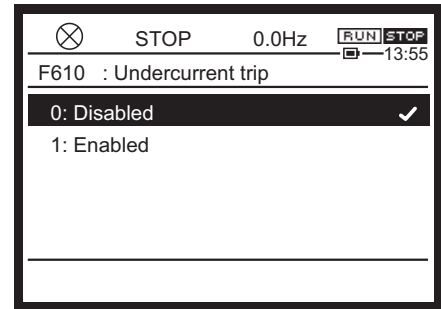 STOP 0.0Hz RUN STOP
13:55
F610 : Undercurrent trip
0: Disabled
1: Enabled